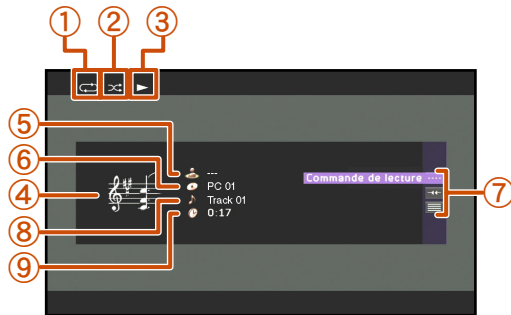 ① ② ③
⑤ ---
⑥ PC 01
Commande de lecture
④
⑦
⑧ Track 01
⑨ 0:17